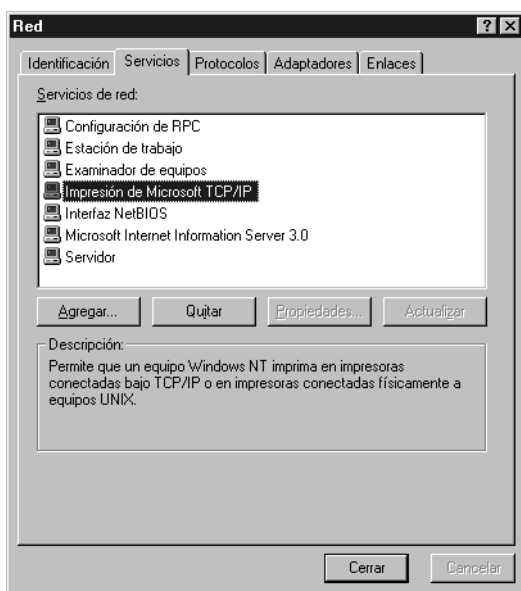 Red
Identificación Servicios Protocolos Adaptadores Enlaces
Servicios de red:
Configuración de RPC
Estación de trabajo
Examinador de equipos
Impresión de Microsoft TCP/IP
Interfaz NetBIOS
Microsoft Internet Information Server 3.0
Servidor
Agregar... Quitar Propiedades... Actualizar
Descripción:
Permite que un equipo Windows NT imprima en impresoras
conectadas bajo TCP/IP o en impresoras conectadas físicamente a
equipos UNIX.
Cerrar Cancelar